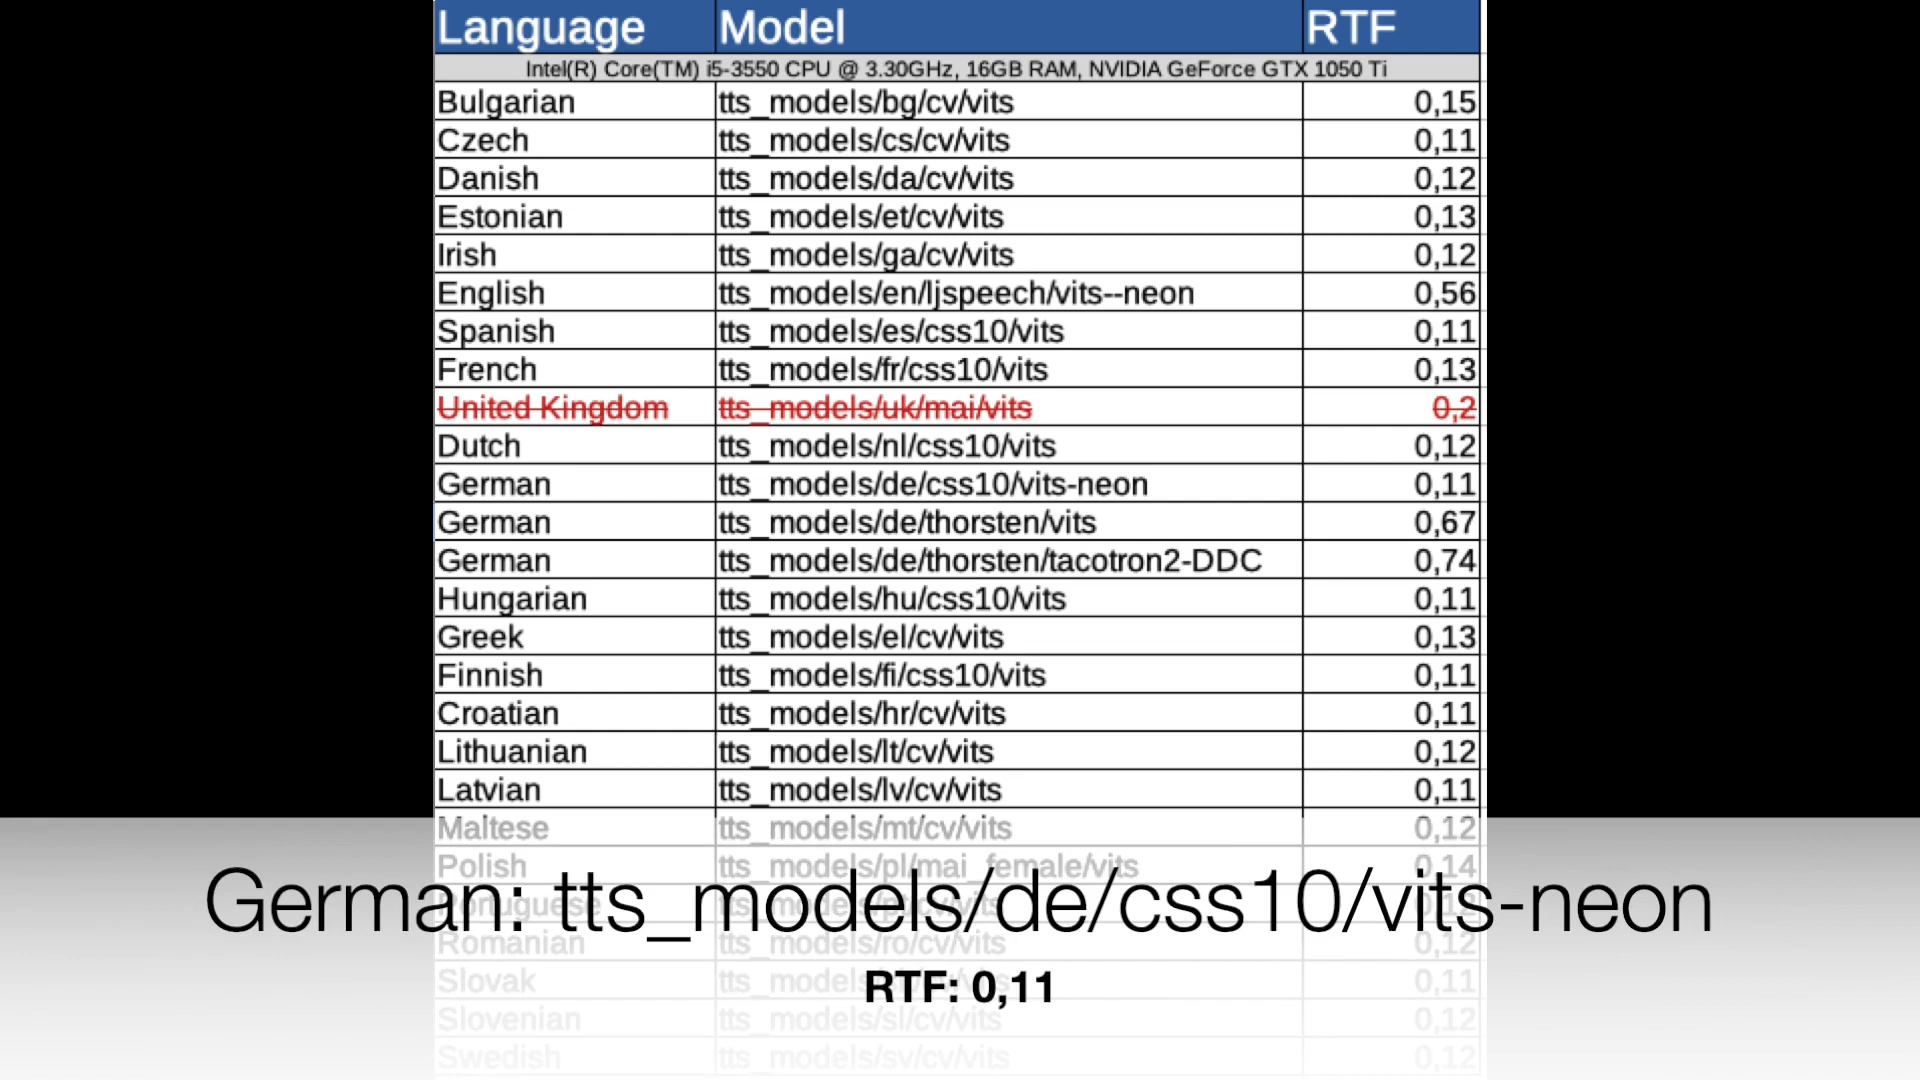 Language Model RTF
Intel(R) Core(TM) i5-3550 CPU @ 3.30GHz, 16GB RAM, NVIDIA GeForce GTX 1050 Ti
Bulgarian tts_models/bg/cv/vits 0,15
Czech tts_models/cs/cv/vits 0,11
Danish tts_models/da/cv/vits 0,12
Estonian tts_models/et/cv/vits 0,13
Irish tts_models/ga/cv/vits 0,12
English tts_models/en/ljspeech/vits--neon 0,56
Spanish tts_models/es/css10/vits 0,11
French tts_models/fr/css10/vits 0,13
United Kingdom tts_models/uk/mai/vits 0,2
Dutch tts_models/nl/css10/vits 0,12
German tts_models/de/css10/vits-neon 0,11
German tts_models/de/thorsten/vits 0,67
German tts_models/de/thorsten/tacotron2-DDC 0,74
Hungarian tts_models/hu/css10/vits 0,11
Greek tts_models/el/cv/vits 0,13
Finnish tts_models/fi/css10/vits 0,11
Croatian tts_models/hr/cv/vits 0,11
Lithuanian tts_models/lt/cv/vits 0,12
Latvian tts_models/lv/cv/vits 0,11
Maltese tts_models/mt/cv/vits 0,12
Polish tts_models/pl/mai_female/vits 0,14
Portuguese
German: tts_models/de/css10/vits-neon
Romanian tts_models/ro/cv/vits 0,12
Slovak 0,11
RTF: 0,11
Slovenian tts_models/sl/cv/vits 0,12
Swedish tts_models/sv/cv/vits 0,12